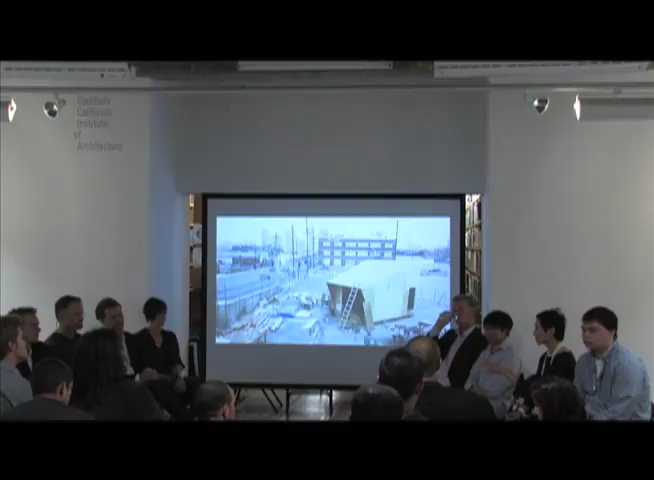 Southern
California
Institute
of
Architecture